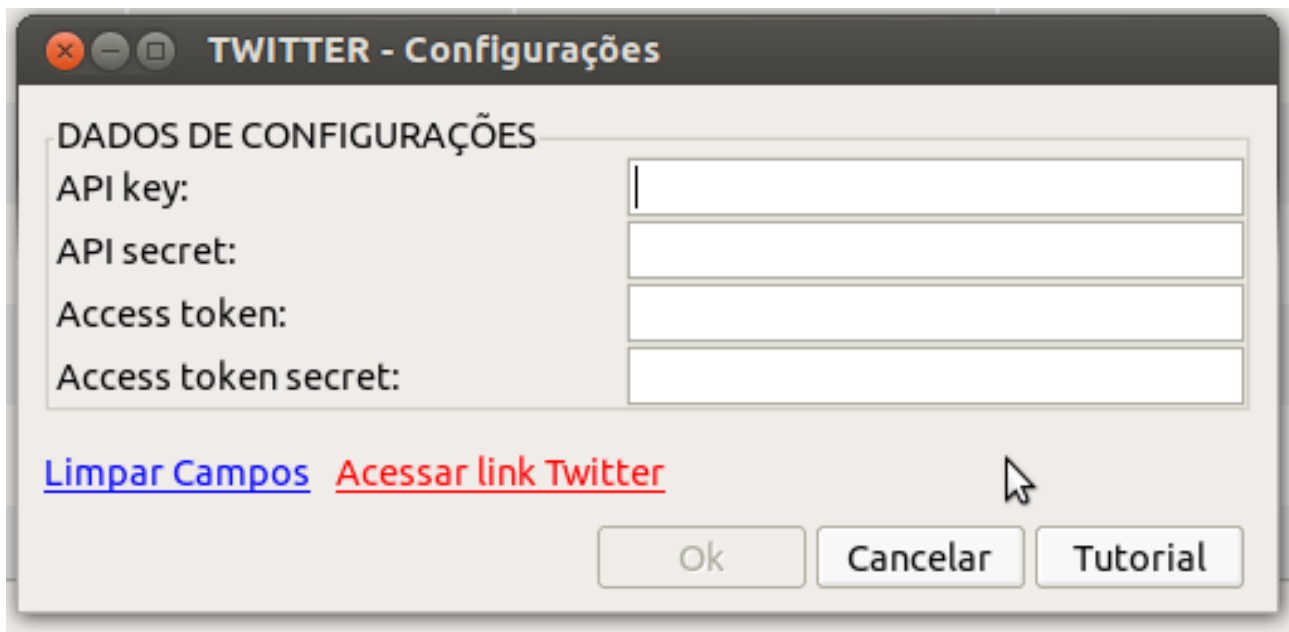 TWITTER - Configurações
DADOS DE CONFIGURAÇÕES
API key:
API secret:
Access token:
Access token secret:
Limpar Campos Acessar link Twitter
Ok Cancelar Tutorial